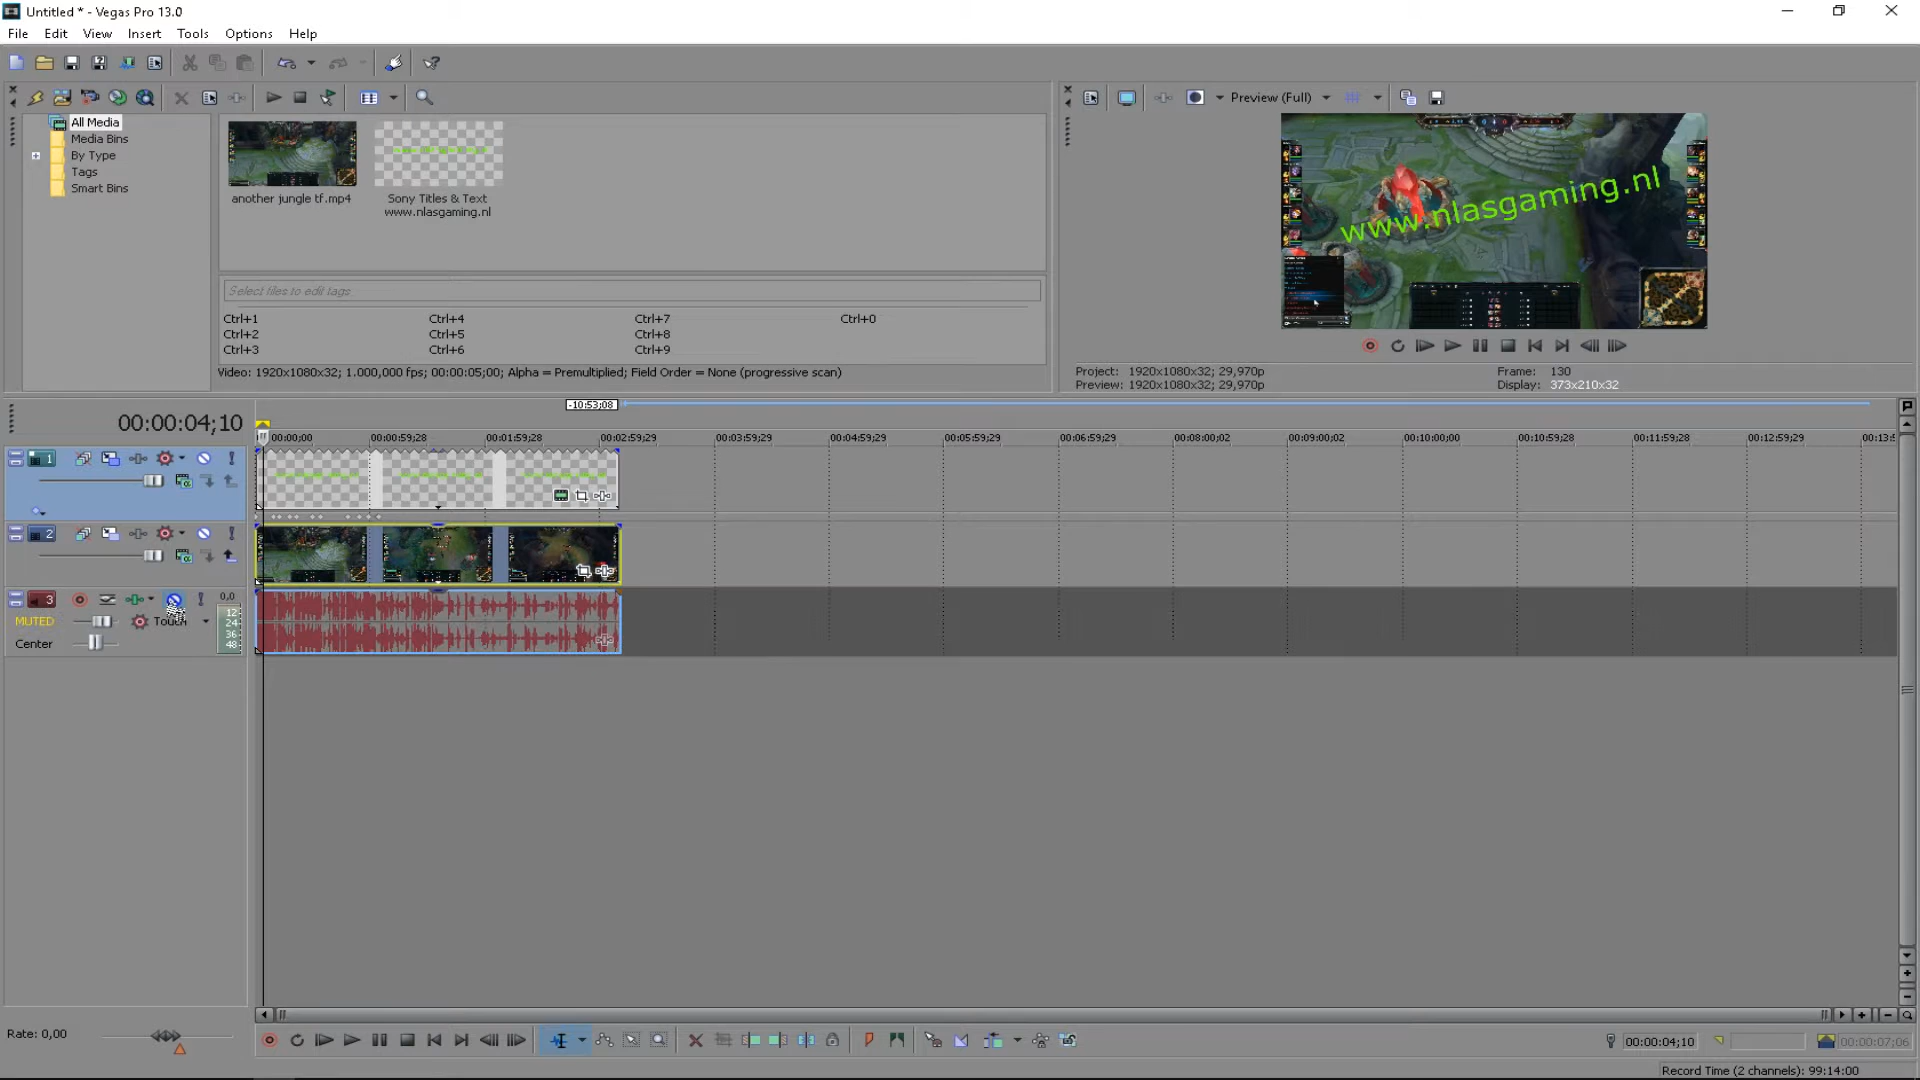 Untitled * - Vegas Pro 13.0
File Edit View Insert Tools Options Help
All Media
Media Bins
By Type
Tags
Smart Bins
another jungle tf.mp4
Sony Titles & Text
www.nlasgaming.nl
Select files to edit tags
Ctrl+1 Ctrl+4 Ctrl+7 Ctrl+0
Ctrl+2 Ctrl+5 Ctrl+8
Ctrl+3 Ctrl+6 Ctrl+9
Video: 1920x1080x32; 1.000,000 fps; 00:00:05;00; Alpha = Premultiplied; Field Order = None (progressive scan)
Preview (Full)
www.nlasgaming.nl
Project: 1920x1080x32; 29,970p
Preview: 1920x1080x32; 29,970p
Frame: 130
Display: 373x210x32
00:00:04;10
-10:53;08
00:00:00 00:00:59;28 00:01:59;28 00:02:59;29 00:03:59;29 00:04:59;29 00:05:59;29 00:06:59;29 00:08:00;02 00:09:00;02 00:10:00;00 00:10:59;28 00:11:59;28 00:12:59;29 00:13:5
1
2
3
0,0
MUTED
Touch
12
24
36
48
Center
Rate: 0,00
00:00:04;10
00:00:07;06
Record Time (2 channels): 99:14:00